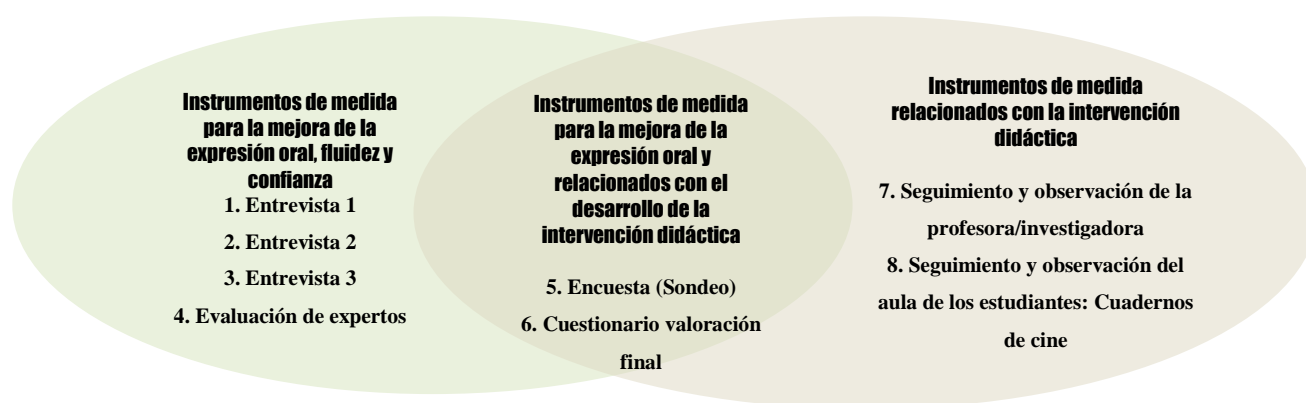 Instrumentos de medida
para la mejora de la
expresión oral, fluidez y
confianza
1. Entrevista 1
2. Entrevista 2
3. Entrevista 3
4. Evaluación de expertos
Instrumentos de medida
para la mejora de la
expresión oral y
relacionados con el
desarrollo de la
intervención didáctica
5. Encuesta (Sondeo)
6. Cuestionario valoración
final
Instrumentos de medida
relacionados con la intervención
didáctica
7. Seguimiento y observación de la
profesora/investigadora
8. Seguimiento y observación del
aula de los estudiantes: Cuadernos
de cine